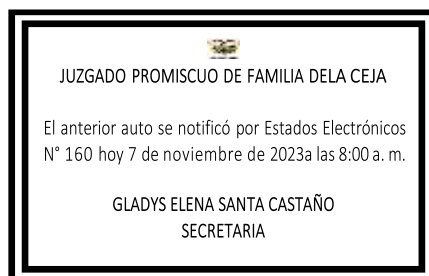 JUZGADO PROMISCUO DE FAMILIA DELA CEJA
El anterior auto se notificó por Estados Electrónicos
N° 160 hoy 7 de noviembre de 2023a las 8:00 a. m.
GLADYS ELENA SANTA CASTAÑO
SECRETARIA